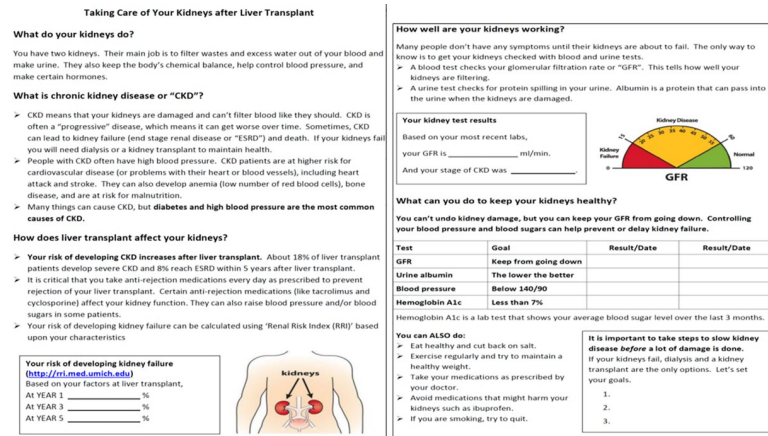 Taking Care of Your Kidneys after Liver Transplant
What do your kidneys do?
You have two kidneys. Their main job is to filter wastes and excess water out of your blood and
make urine. They also keep the body's chemical balance, help control blood pressure, and
make certain hormones.
What is chronic kidney disease or "CKD"?
➢ CKD means that your kidneys are damaged and can't filter blood like they should. CKD is
often a "progressive" disease, which means it can get worse over time. Sometimes, CKD
can lead to kidney failure (end stage renal disease or "ESRD") and death. If your kidneys fail
you will need dialysis or a kidney transplant to maintain health.
➢ People with CKD often have high blood pressure. CKD patients are at higher risk for
cardiovascular disease (or problems with their heart or blood vessels), including heart
attack and stroke. They can also develop anemia (low number of red blood cells), bone
disease, and are at risk for malnutrition.
➢ Many things can cause CKD, but diabetes and high blood pressure are the most common
causes of CKD.
How does liver transplant affect your kidneys?
➢ Your risk of developing CKD increases after liver transplant. About 18% of liver transplant
patients develop severe CKD and 8% reach ESRD within 5 years after liver transplant.
➢ It is critical that you take anti-rejection medications every day as prescribed to prevent
rejection of your liver transplant. Certain anti-rejection medications (like tacrolimus and
cyclosporine) affect your kidney function. They can also raise blood pressure and/or blood
sugars in some patients.
➢ Your risk of developing kidney failure can be calculated using 'Renal Risk Index (RRI)' based
upon your characteristics
Your risk of developing kidney failure
(http://rri.med.umich.edu)
Based on your factors at liver transplant,
At YEAR 1 ______________ %
At YEAR 3 ______________ %
At YEAR 5 ______________ %
kidneys
How well are your kidneys working?
Many people don't have any symptoms until their kidneys are about to fail. The only way to
know is to get your kidneys checked with blood and urine tests.
➢ A blood test checks your glomerular filtration rate or "GFR". This tells how well your
kidneys are filtering.
➢ A urine test checks for protein spilling in your urine. Albumin is a protein that can pass into
the urine when the kidneys are damaged.
Your kidney test results
Based on your most recent labs,
your GFR is ______________ ml/min.
And your stage of CKD was ______________.
Kidney Disease
15
20
30
35
40
50
60
Kidney
Failure
Normal
0
120
GFR
What can you do to keep your kidneys healthy?
You can't undo kidney damage, but you can keep your GFR from going down. Controlling
your blood pressure and blood sugars can help prevent or delay kidney failure.
Test Goal Result/Date Result/Date
GFR Keep from going down
Urine albumin The lower the better
Blood pressure Below 140/90
Hemoglobin A1c Less than 7%
Hemoglobin A1c is a lab test that shows your average blood sugar level over the last 3 months.
You can ALSO do:
➢ Eat healthy and cut back on salt.
➢ Exercise regularly and try to maintain a
healthy weight.
➢ Take your medications as prescribed by
your doctor.
➢ Avoid medications that might harm your
kidneys such as ibuprofen.
➢ If you are smoking, try to quit.
It is important to take steps to slow kidney
disease before a lot of damage is done.
If your kidneys fail, dialysis and a kidney
transplant are the only options. Let's set
your goals.
1.
2.
3.